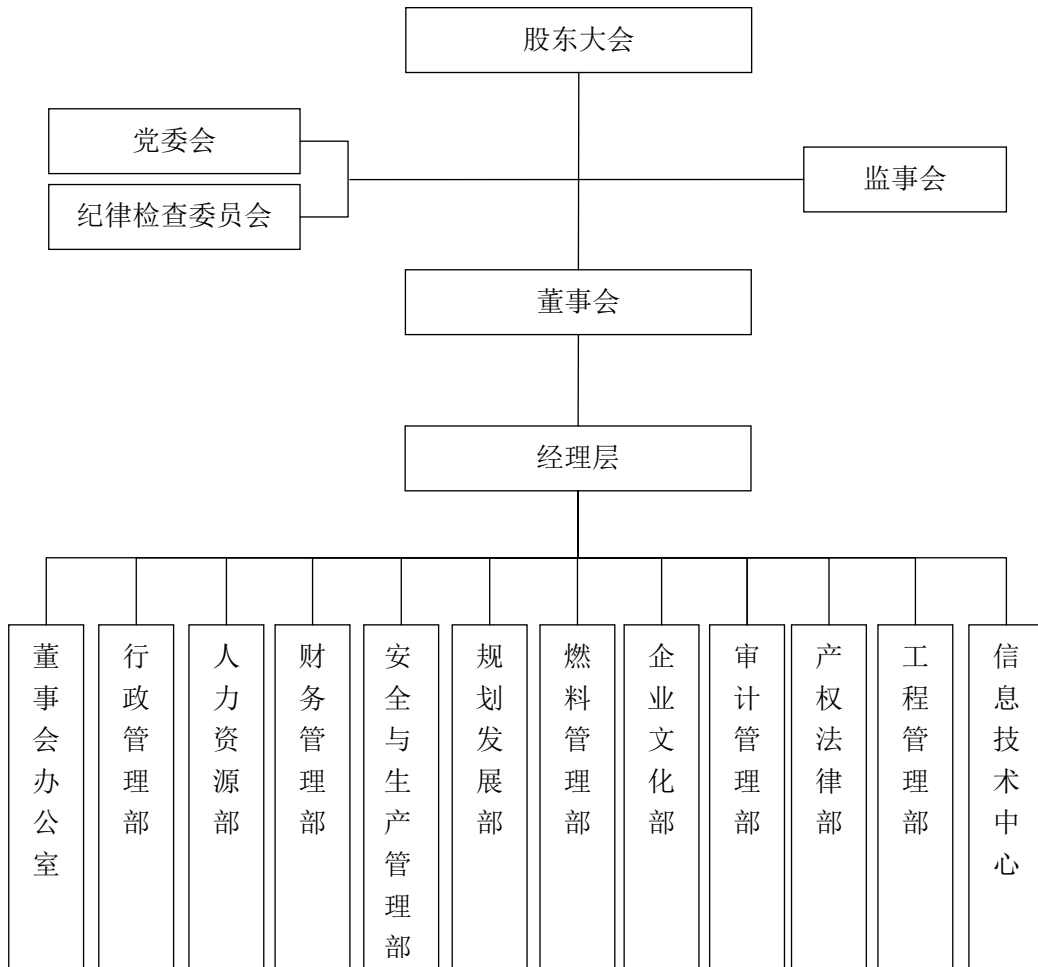 股东大会
党委会
监事会
纪律检查委员会
董事会
经理层
董事会办公室
行政管理部
人力资源部
财务管理部
安全与生产管理部
规划发展部
燃料管理部
企业文化部
审计管理部
产权法律部
工程管理部
信息技术中心